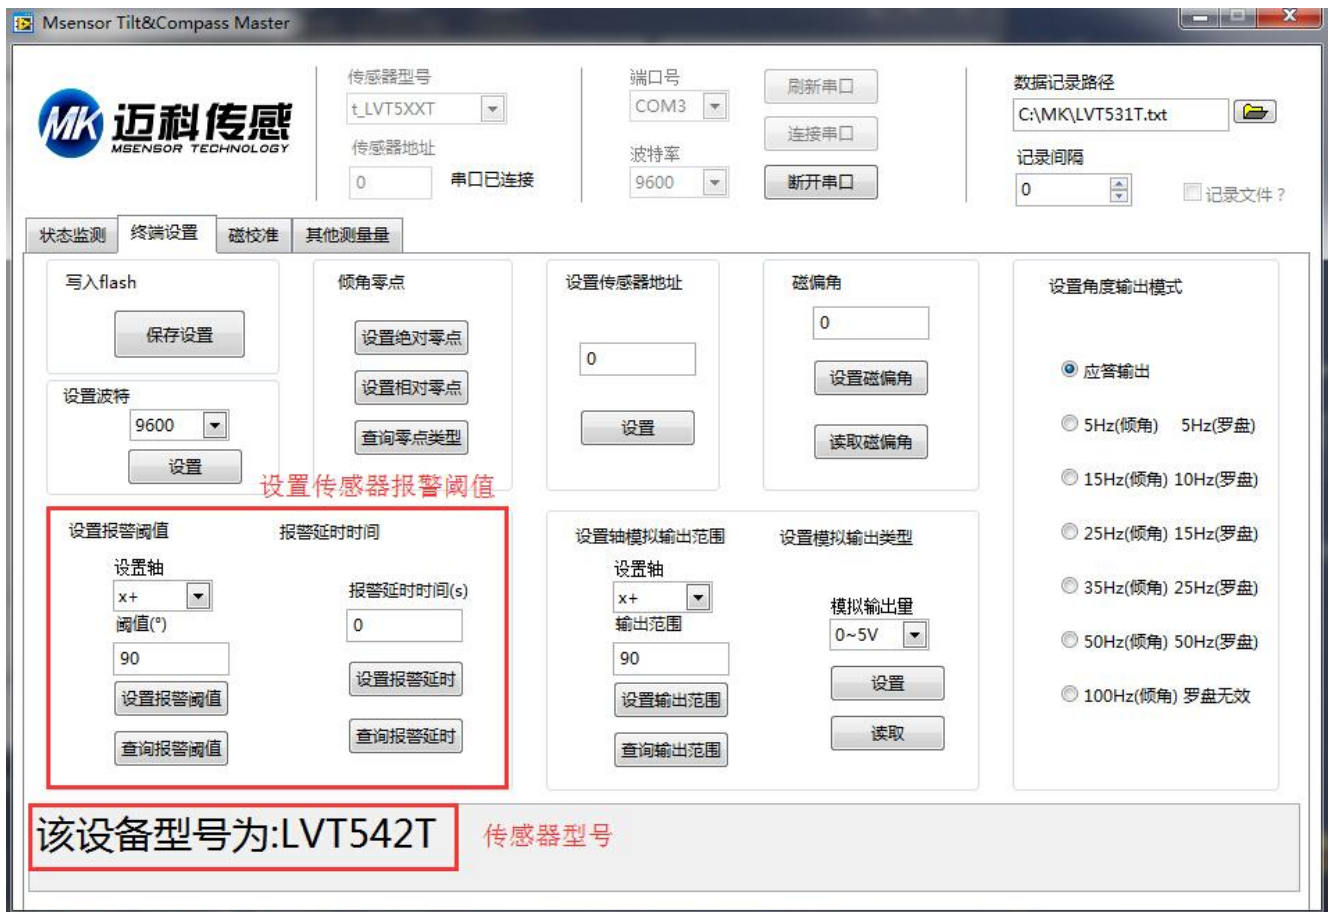 Msensor Tilt&Compass Master
MK 迈科传感
MSENSOR TECHNOLOGY
传感器型号
t_LVT5XXT
传感器地址
0
串口已连接
端口号
COM3
波特率
9600
刷新串口
连接串口
断开串口
数据记录路径
C:\MK\LVT531T.txt
记录间隔
0
记录文件？
状态监测
终端设置
磁校准
其他测量量
写入flash
保存设置
设置波特
9600
设置
倾角零点
设置绝对零点
设置相对零点
查询零点类型
设置传感器地址
0
设置
磁偏角
0
设置磁偏角
读取磁偏角
设置角度输出模式
应答输出
5Hz(倾角) 5Hz(罗盘)
15Hz(倾角) 10Hz(罗盘)
25Hz(倾角) 15Hz(罗盘)
35Hz(倾角) 25Hz(罗盘)
50Hz(倾角) 50Hz(罗盘)
100Hz(倾角) 罗盘无效
设置传感器报警阈值
设置报警阈值
设置轴
x+
阈值(°)
90
设置报警阈值
查询报警阈值
报警延时时间
报警延时时间(s)
0
设置报警延时
查询报警延时
设置轴模拟输出范围
设置轴
x+
输出范围
90
设置输出范围
查询输出范围
设置模拟输出类型
模拟输出量
0~5V
设置
读取
该设备型号为:LVT542T
传感器型号